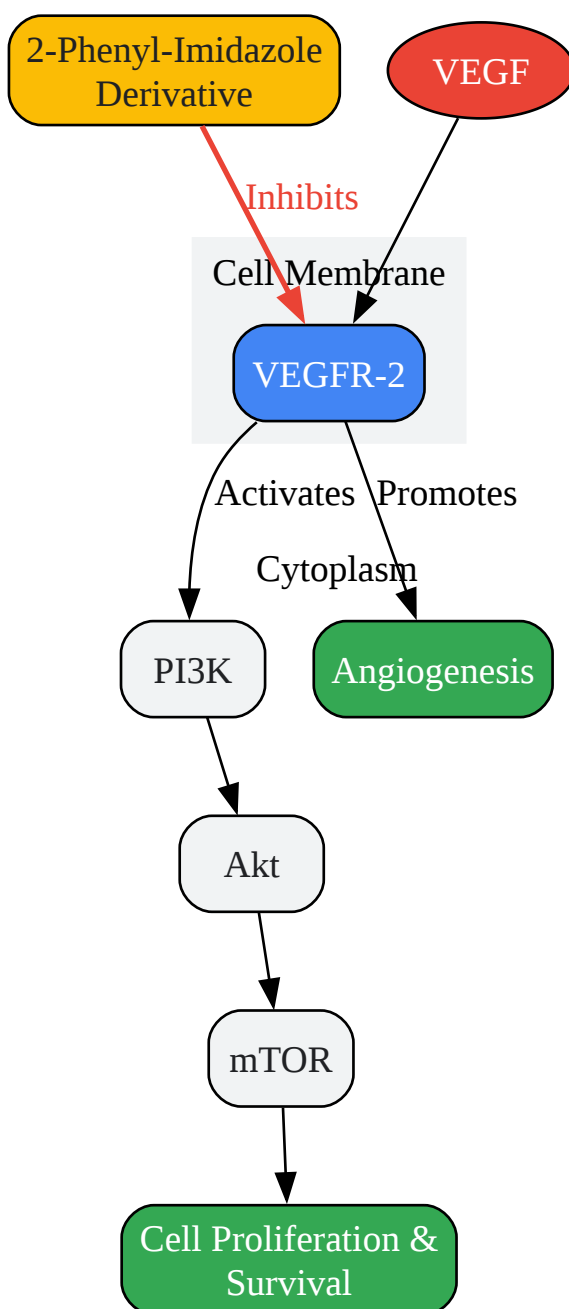 2-Phenyl-Imidazole
Derivative
VEGF
Inhibits
Cell Membrane
VEGFR-2
Activates
Promotes
Cytoplasm
PI3K
Angiogenesis
Akt
mTOR
Cell Proliferation &
Survival